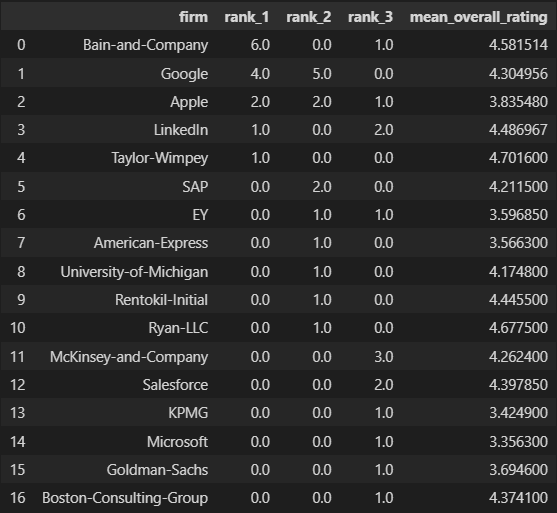 firm rank_1 rank_2 rank_3 mean_overall_rating
0 Bain-and-Company 6.0 0.0 1.0 4.581514
1 Google 4.0 5.0 0.0 4.304956
2 Apple 2.0 2.0 1.0 3.835480
3 LinkedIn 1.0 0.0 2.0 4.486967
4 Taylor-Wimpey 1.0 0.0 0.0 4.701600
5 SAP 0.0 2.0 0.0 4.211500
6 EY 0.0 1.0 1.0 3.596850
7 American-Express 0.0 1.0 0.0 3.566300
8 University-of-Michigan 0.0 1.0 0.0 4.174800
9 Rentokil-Initial 0.0 1.0 0.0 4.445500
10 Ryan-LLC 0.0 1.0 0.0 4.677500
11 McKinsey-and-Company 0.0 0.0 3.0 4.262400
12 Salesforce 0.0 0.0 2.0 4.397850
13 KPMG 0.0 0.0 1.0 3.424900
14 Microsoft 0.0 0.0 1.0 3.356300
15 Goldman-Sachs 0.0 0.0 1.0 3.694600
16 Boston-Consulting-Group 0.0 0.0 1.0 4.374100